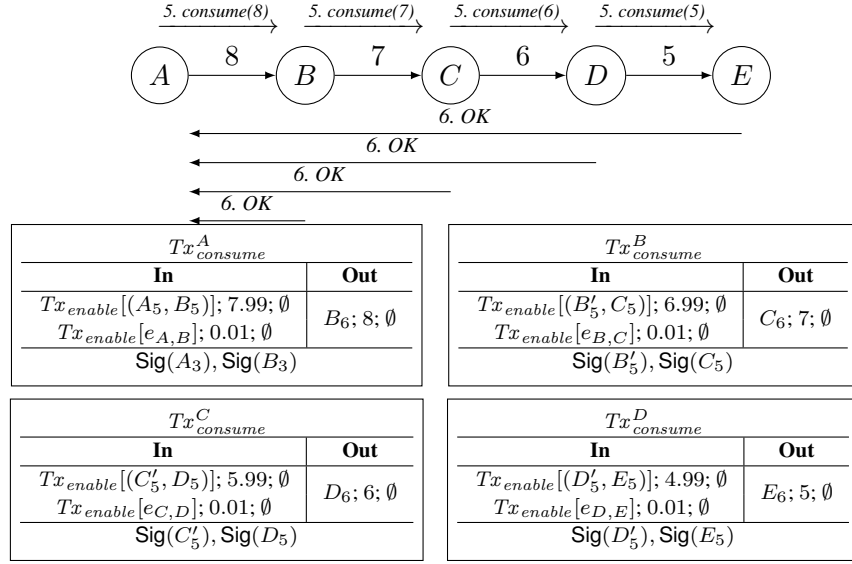 5. consume(8) 5. consume(7) 5. consume(6) 5. consume(5)
A 8 B 7 C 6 D 5 E
6. OK
6. OK
6. OK
6. OK
Tx^A_consume
In Out
Tx_enable[(A_5, B_5)]; 7.99; ∅
B_6; 8; ∅
Tx_enable[e_{A,B}]; 0.01; ∅
Sig(A_3), Sig(B_3)
Tx^B_consume
In Out
Tx_enable[(B'_5, C_5)]; 6.99; ∅
C_6; 7; ∅
Tx_enable[e_{B,C}]; 0.01; ∅
Sig(B'_5), Sig(C_5)
Tx^C_consume
In Out
Tx_enable[(C'_5, D_5)]; 5.99; ∅
D_6; 6; ∅
Tx_enable[e_{C,D}]; 0.01; ∅
Sig(C'_5), Sig(D_5)
Tx^D_consume
In Out
Tx_enable[(D'_5, E_5)]; 4.99; ∅
E_6; 5; ∅
Tx_enable[e_{D,E}]; 0.01; ∅
Sig(D'_5), Sig(E_5)